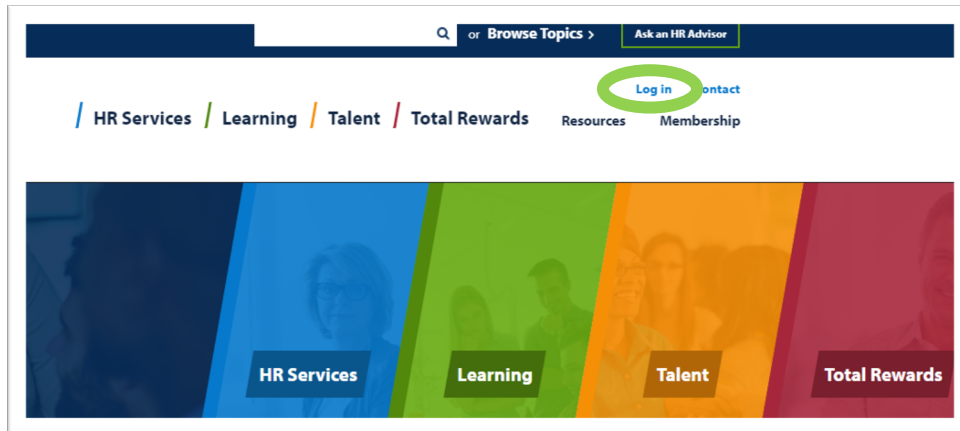 or Browse Topics > Ask an HR Advisor
Log in ontact
/ HR Services / Learning / Talent / Total Rewards Resources Membership
HR Services Learning Talent Total Rewards